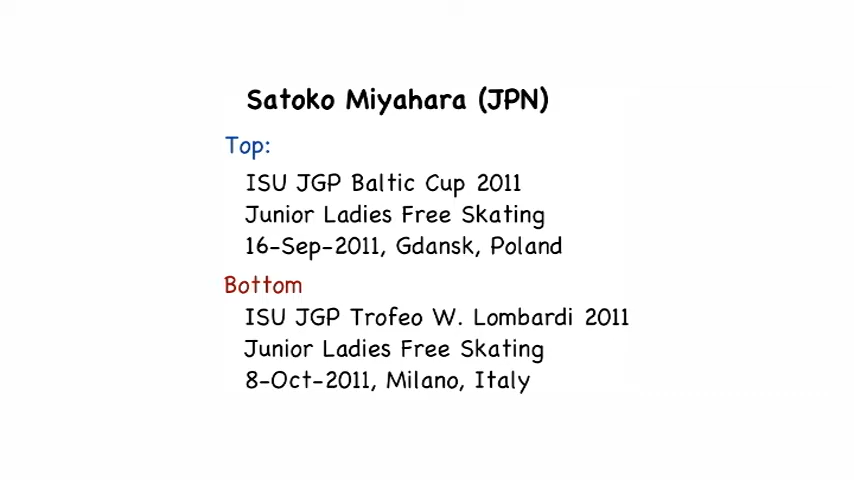 Satoko Miyahara (JPN)
Top:
ISU JGP Baltic Cup 2011
Junior Ladies Free Skating
16-Sep-2011, Gdansk, Poland
Bottom
ISU JGP Trofeo W. Lombardi 2011
Junior Ladies Free Skating
8-Oct-2011, Milano, Italy